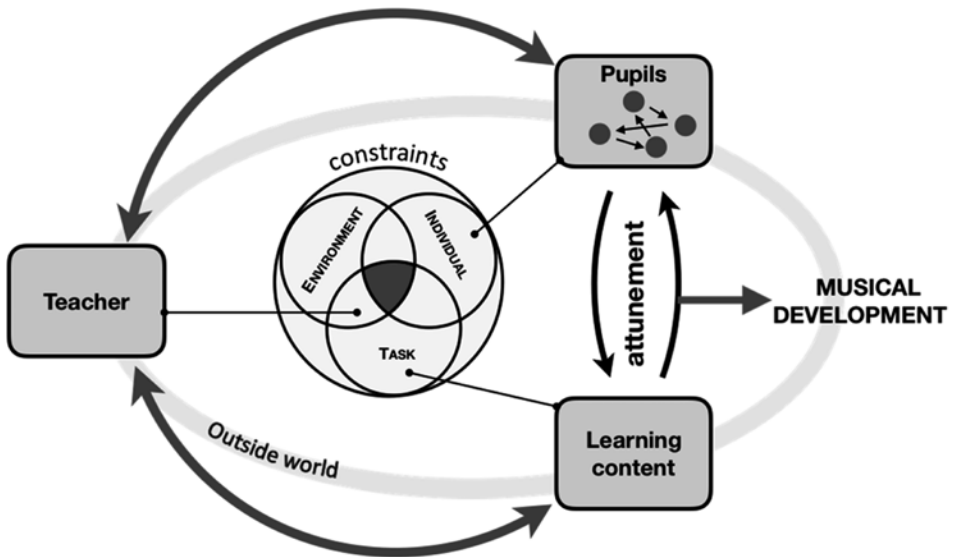 Pupils
constraints
ENVIRONMENT
INDIVIDUAL
Teacher
attunement
MUSICAL
DEVELOPMENT
TASK
Outside world
Learning
content